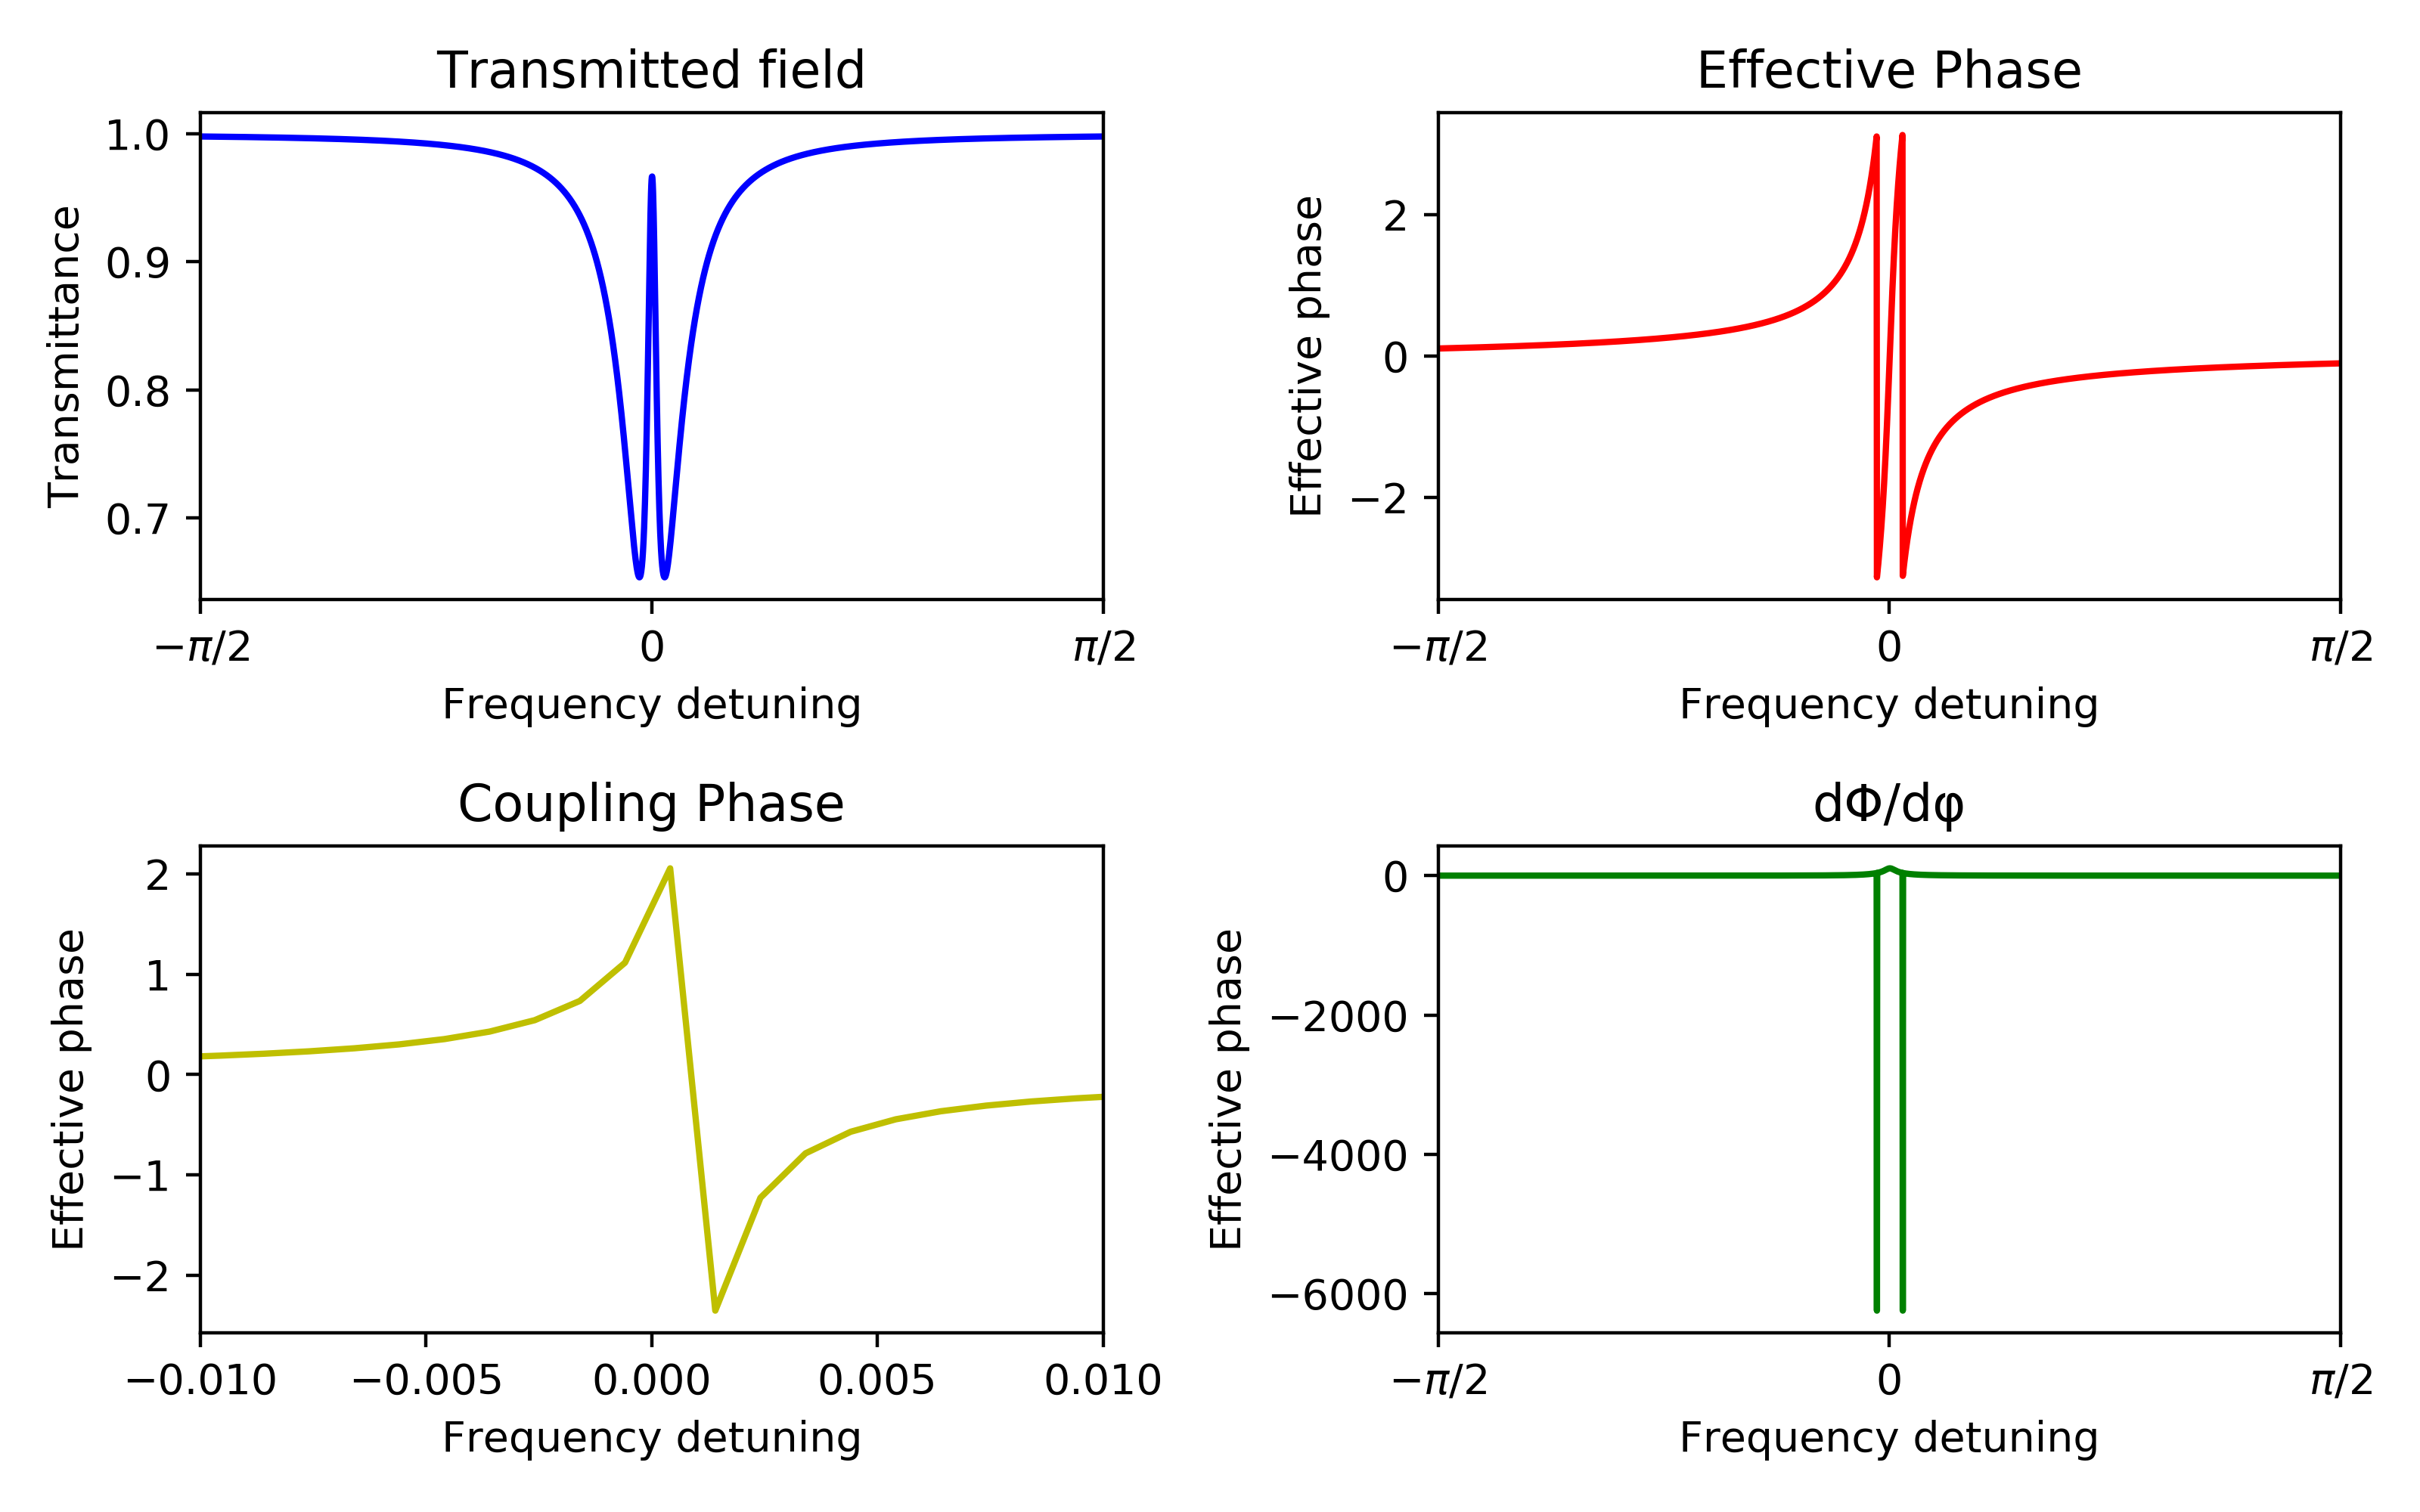 Transmitted field
Transmittance
1.0
0.9
0.8
0.7
−π/2
0
π/2
Frequency detuning
Effective Phase
Effective phase
2
0
−2
−π/2
0
π/2
Frequency detuning
Coupling Phase
Effective phase
2
1
0
−1
−2
−0.010
−0.005
0.000
0.005
0.010
Frequency detuning
dΦ/dφ
Effective phase
0
−2000
−4000
−6000
−π/2
0
π/2
Frequency detuning